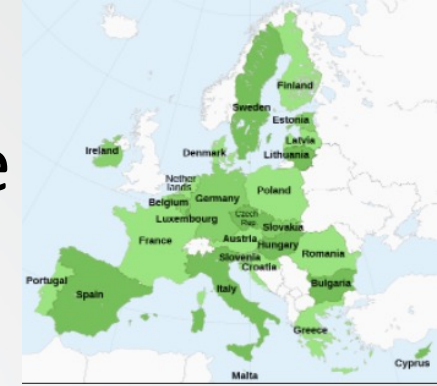 e
Finland
Sweden
Estonia
Latvia
Ireland
Denmark
Lithuania
Nether
lands
Poland
Belgium
Germany
Luxembourg
Czech
Rep
Slovakia
France
Austria
Hungary
Slovenia
Romania
Croatia
Portugal
Spain
Italy
Bulgaria
Greece
Cyprus
Malta